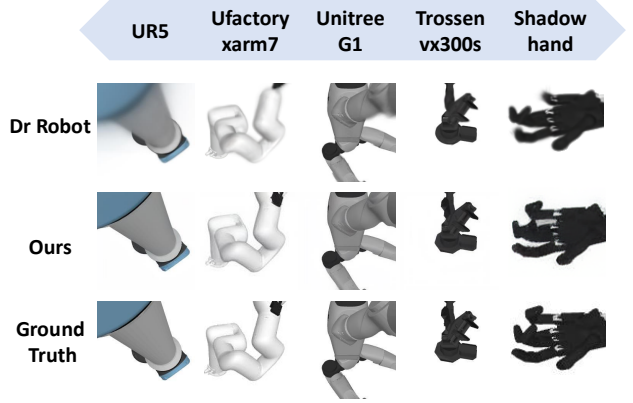 UR5
Ufactory
xarm7
Unitree
G1
Trossen
vx300s
Shadow
hand
Dr Robot
Ours
Ground
Truth